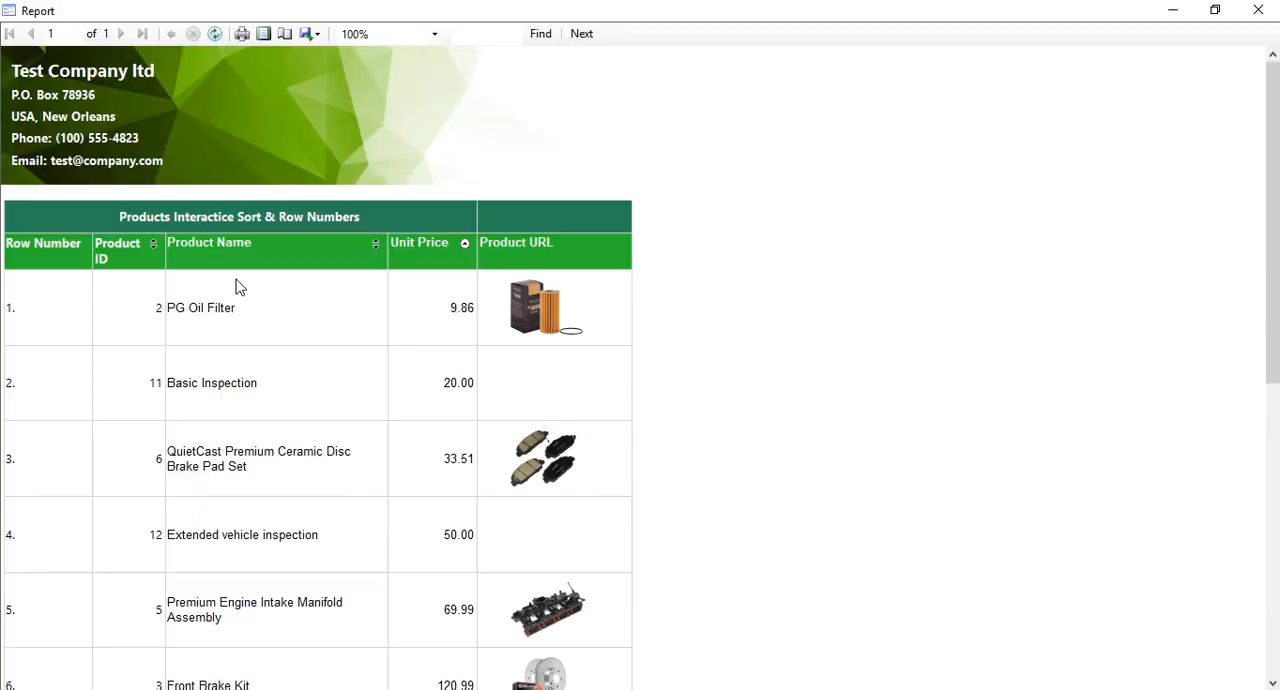 Report
1 of 1 100% Find Next
Test Company ltd
P.O. Box 78936
USA, New Orleans
Phone: (100) 555-4823
Email: test@company.com
Products Interactice Sort & Row Numbers
Row Number Product ID Product Name Unit Price Product URL
1. 2 PG Oil Filter 9.86
2. 11 Basic Inspection 20.00
3. 6 QuietCast Premium Ceramic Disc Brake Pad Set 33.51
4. 12 Extended vehicle inspection 50.00
5. 5 Premium Engine Intake Manifold Assembly 69.99
6. 3 Front Brake Kit 120.99